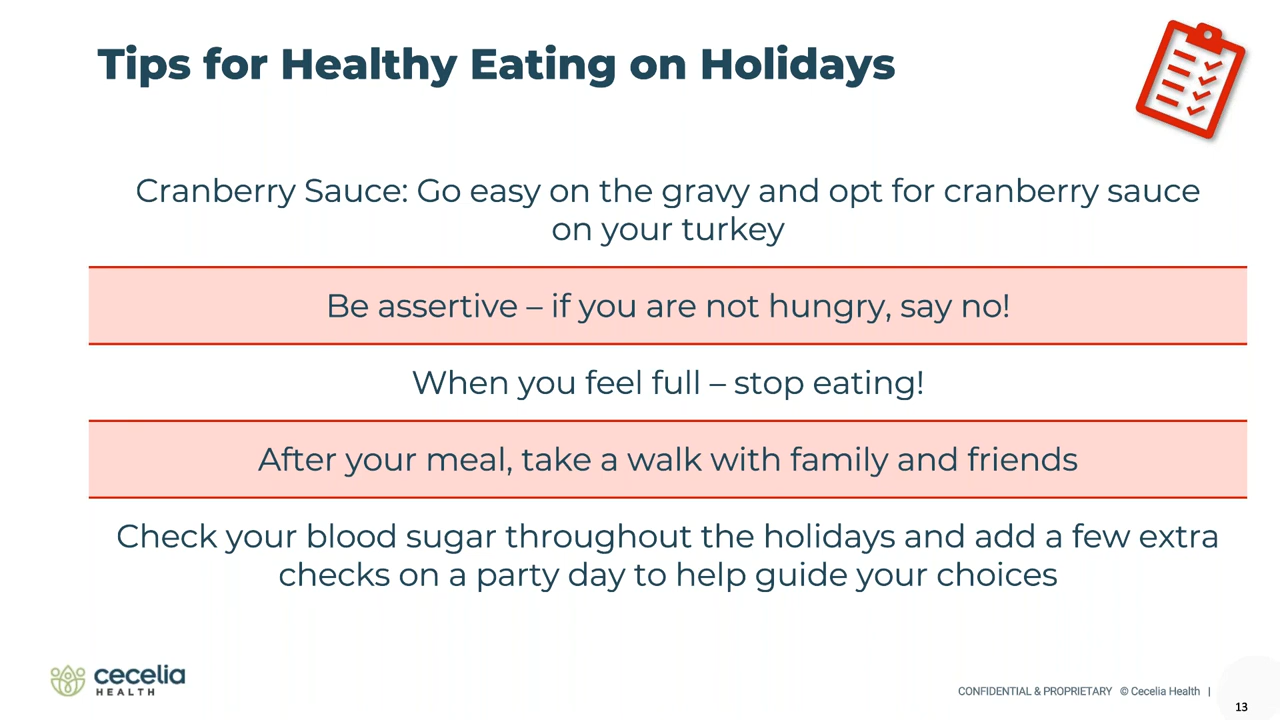 Tips for Healthy Eating on Holidays
Cranberry Sauce: Go easy on the gravy and opt for cranberry sauce
on your turkey
Be assertive – if you are not hungry, say no!
When you feel full – stop eating!
After your meal, take a walk with family and friends
Check your blood sugar throughout the holidays and add a few extra
checks on a party day to help guide your choices
cecelia
HEALTH
CONFIDENTIAL & PROPRIETARY © Cecelia Health |
13